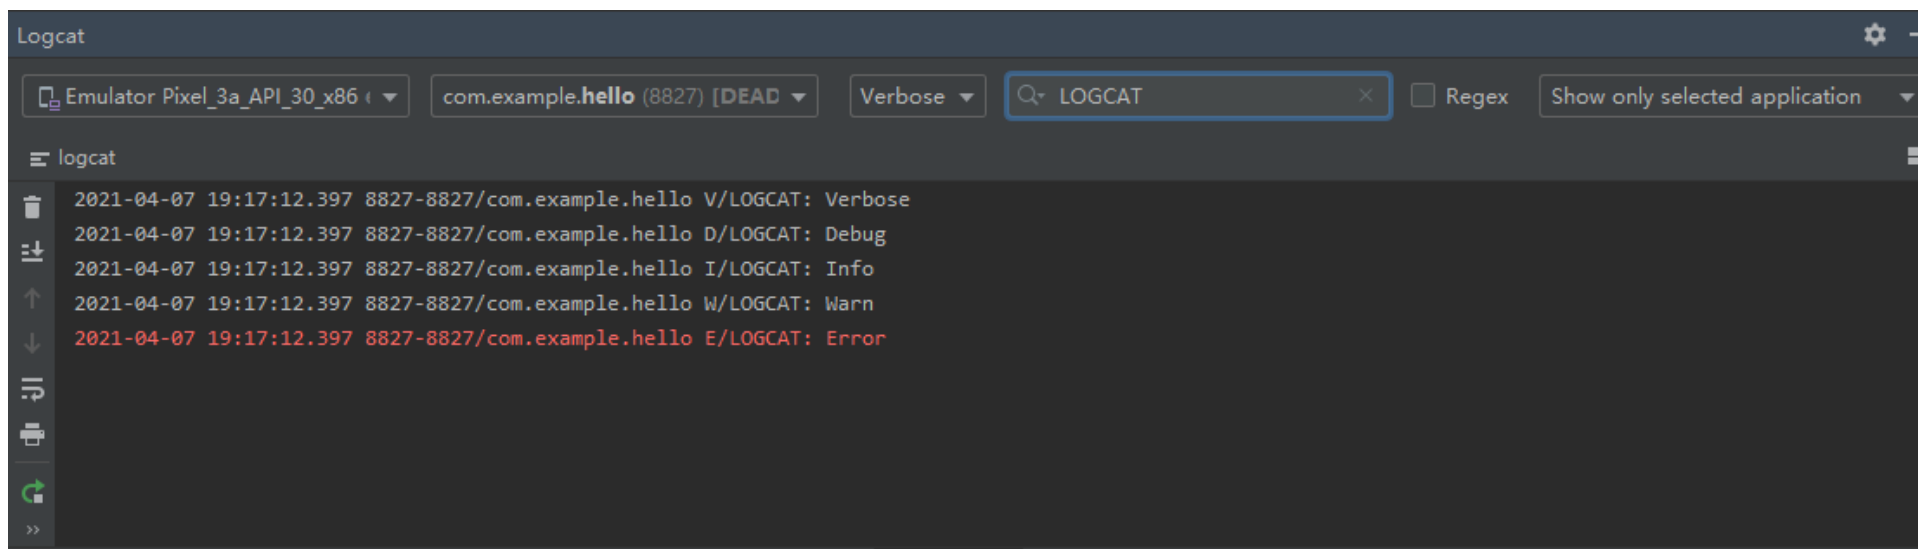 Logcat
Emulator Pixel_3a_API_30_x86 com.example.hello (8827) [DEAD Verbose LOGCAT Regex Show only selected application
logcat
2021-04-07 19:17:12.397 8827-8827/com.example.hello V/LOGCAT: Verbose
2021-04-07 19:17:12.397 8827-8827/com.example.hello D/LOGCAT: Debug
2021-04-07 19:17:12.397 8827-8827/com.example.hello I/LOGCAT: Info
2021-04-07 19:17:12.397 8827-8827/com.example.hello W/LOGCAT: Warn
2021-04-07 19:17:12.397 8827-8827/com.example.hello E/LOGCAT: Error